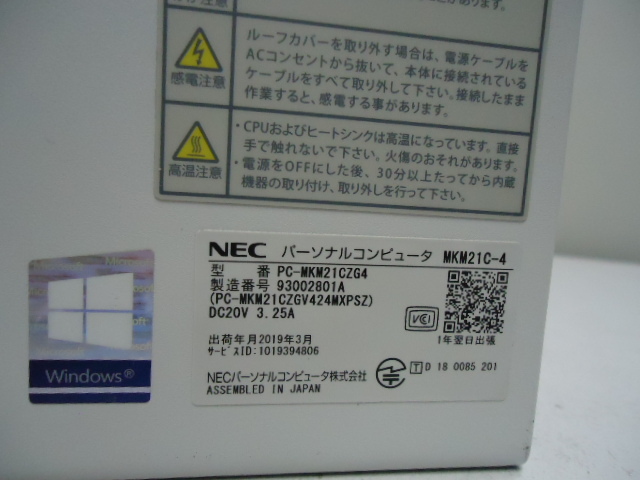 があります。
ルーフカバーを取り外す場合は、電源ケーブルを
ACコンセントから抜いて、本体に接続されている
ケーブルをすべて取り外して下さい。接続したまま
作業すると、感電する事があります。
感電注意
・CPUおよびヒートシンクは高温になっています。直接
手で触れないで下さい。火傷のおそれがあります。
・電源をOFFにした後、30分以上たってから内蔵
機器の取り付け、取り外しを行って下さい。
高温注意
NEC パーソナルコンピュータ MKM21C-4
型 番 PC-MKM21CZG4
製造番号 93002801A
(PC-MKM21CZGV424MXPSZ)
DC20V 3.25A
VCCI
1年翌日出張
出荷年月2019年3月
サービスID:1019394806
NECパーソナルコンピュータ株式会社
ASSEMBLED IN JAPAN
T D 18 0085 201
Windows®